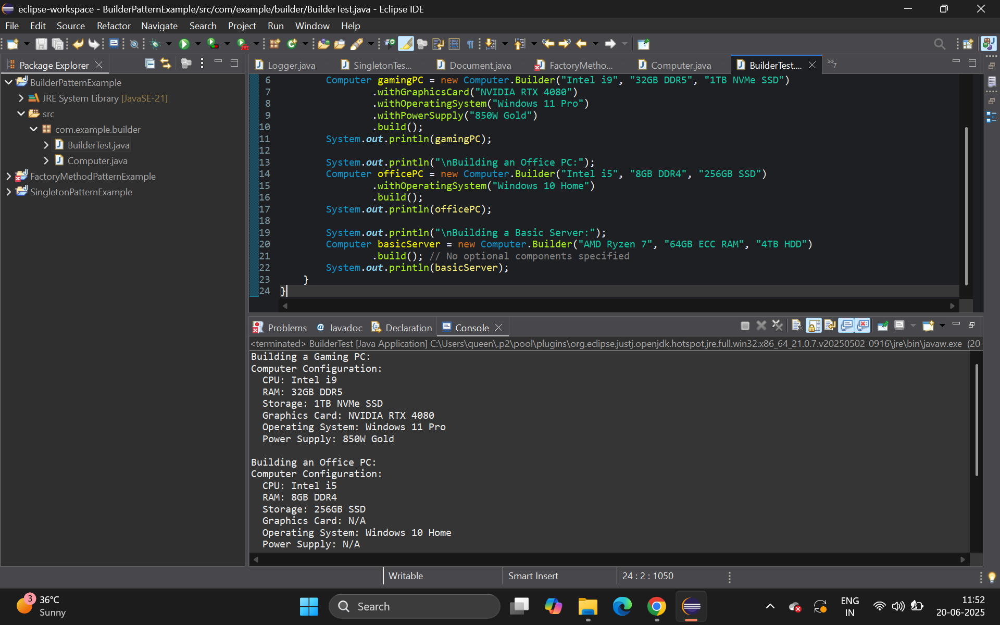 eclipse-workspace - BuilderPatternExample/src/com/example/builder/BuilderTest.java - Eclipse IDE
File Edit Source Refactor Navigate Search Project Run Window Help
Package Explorer
BuilderPatternExample
JRE System Library [JavaSE-21]
src
com.example.builder
BuilderTest.java
Computer.java
FactoryMethodPatternExample
SingletonPatternExample
Logger.java SingletonTes... Document.java FactoryMetho... Computer.java BuilderTest.... »7
6 Computer gamingPC = new Computer.Builder("Intel i9", "32GB DDR5", "1TB NVMe SSD")
7 .withGraphicsCard("NVIDIA RTX 4080")
8 .withOperatingSystem("Windows 11 Pro")
9 .withPowerSupply("850W Gold")
10 .build();
11 System.out.println(gamingPC);
12
13 System.out.println("\nBuilding an Office PC:");
14 Computer officePC = new Computer.Builder("Intel i5", "8GB DDR4", "256GB SSD")
15 .withOperatingSystem("Windows 10 Home")
16 .build();
17 System.out.println(officePC);
18
19 System.out.println("\nBuilding a Basic Server:");
20 Computer basicServer = new Computer.Builder("AMD Ryzen 7", "64GB ECC RAM", "4TB HDD")
21 .build(); // No optional components specified
22 System.out.println(basicServer);
23 }
24 }
Problems @ Javadoc Declaration Console
<terminated> BuilderTest [Java Application] C:\Users\queen\.p2\pool\plugins\org.eclipse.justj.openjdk.hotspot.jre.full.win32.x86_64_21.0.7.v20250502-0916\jre\bin\javaw.exe (20-
Building a Gaming PC:
Computer Configuration:
CPU: Intel i9
RAM: 32GB DDR5
Storage: 1TB NVMe SSD
Graphics Card: NVIDIA RTX 4080
Operating System: Windows 11 Pro
Power Supply: 850W Gold
Building an Office PC:
Computer Configuration:
CPU: Intel i5
RAM: 8GB DDR4
Storage: 256GB SSD
Graphics Card: N/A
Operating System: Windows 10 Home
Power Supply: N/A
Writable Smart Insert 24 : 2 : 1050
3
36°C
Sunny
Search
ENG
IN
11:52
20-06-2025